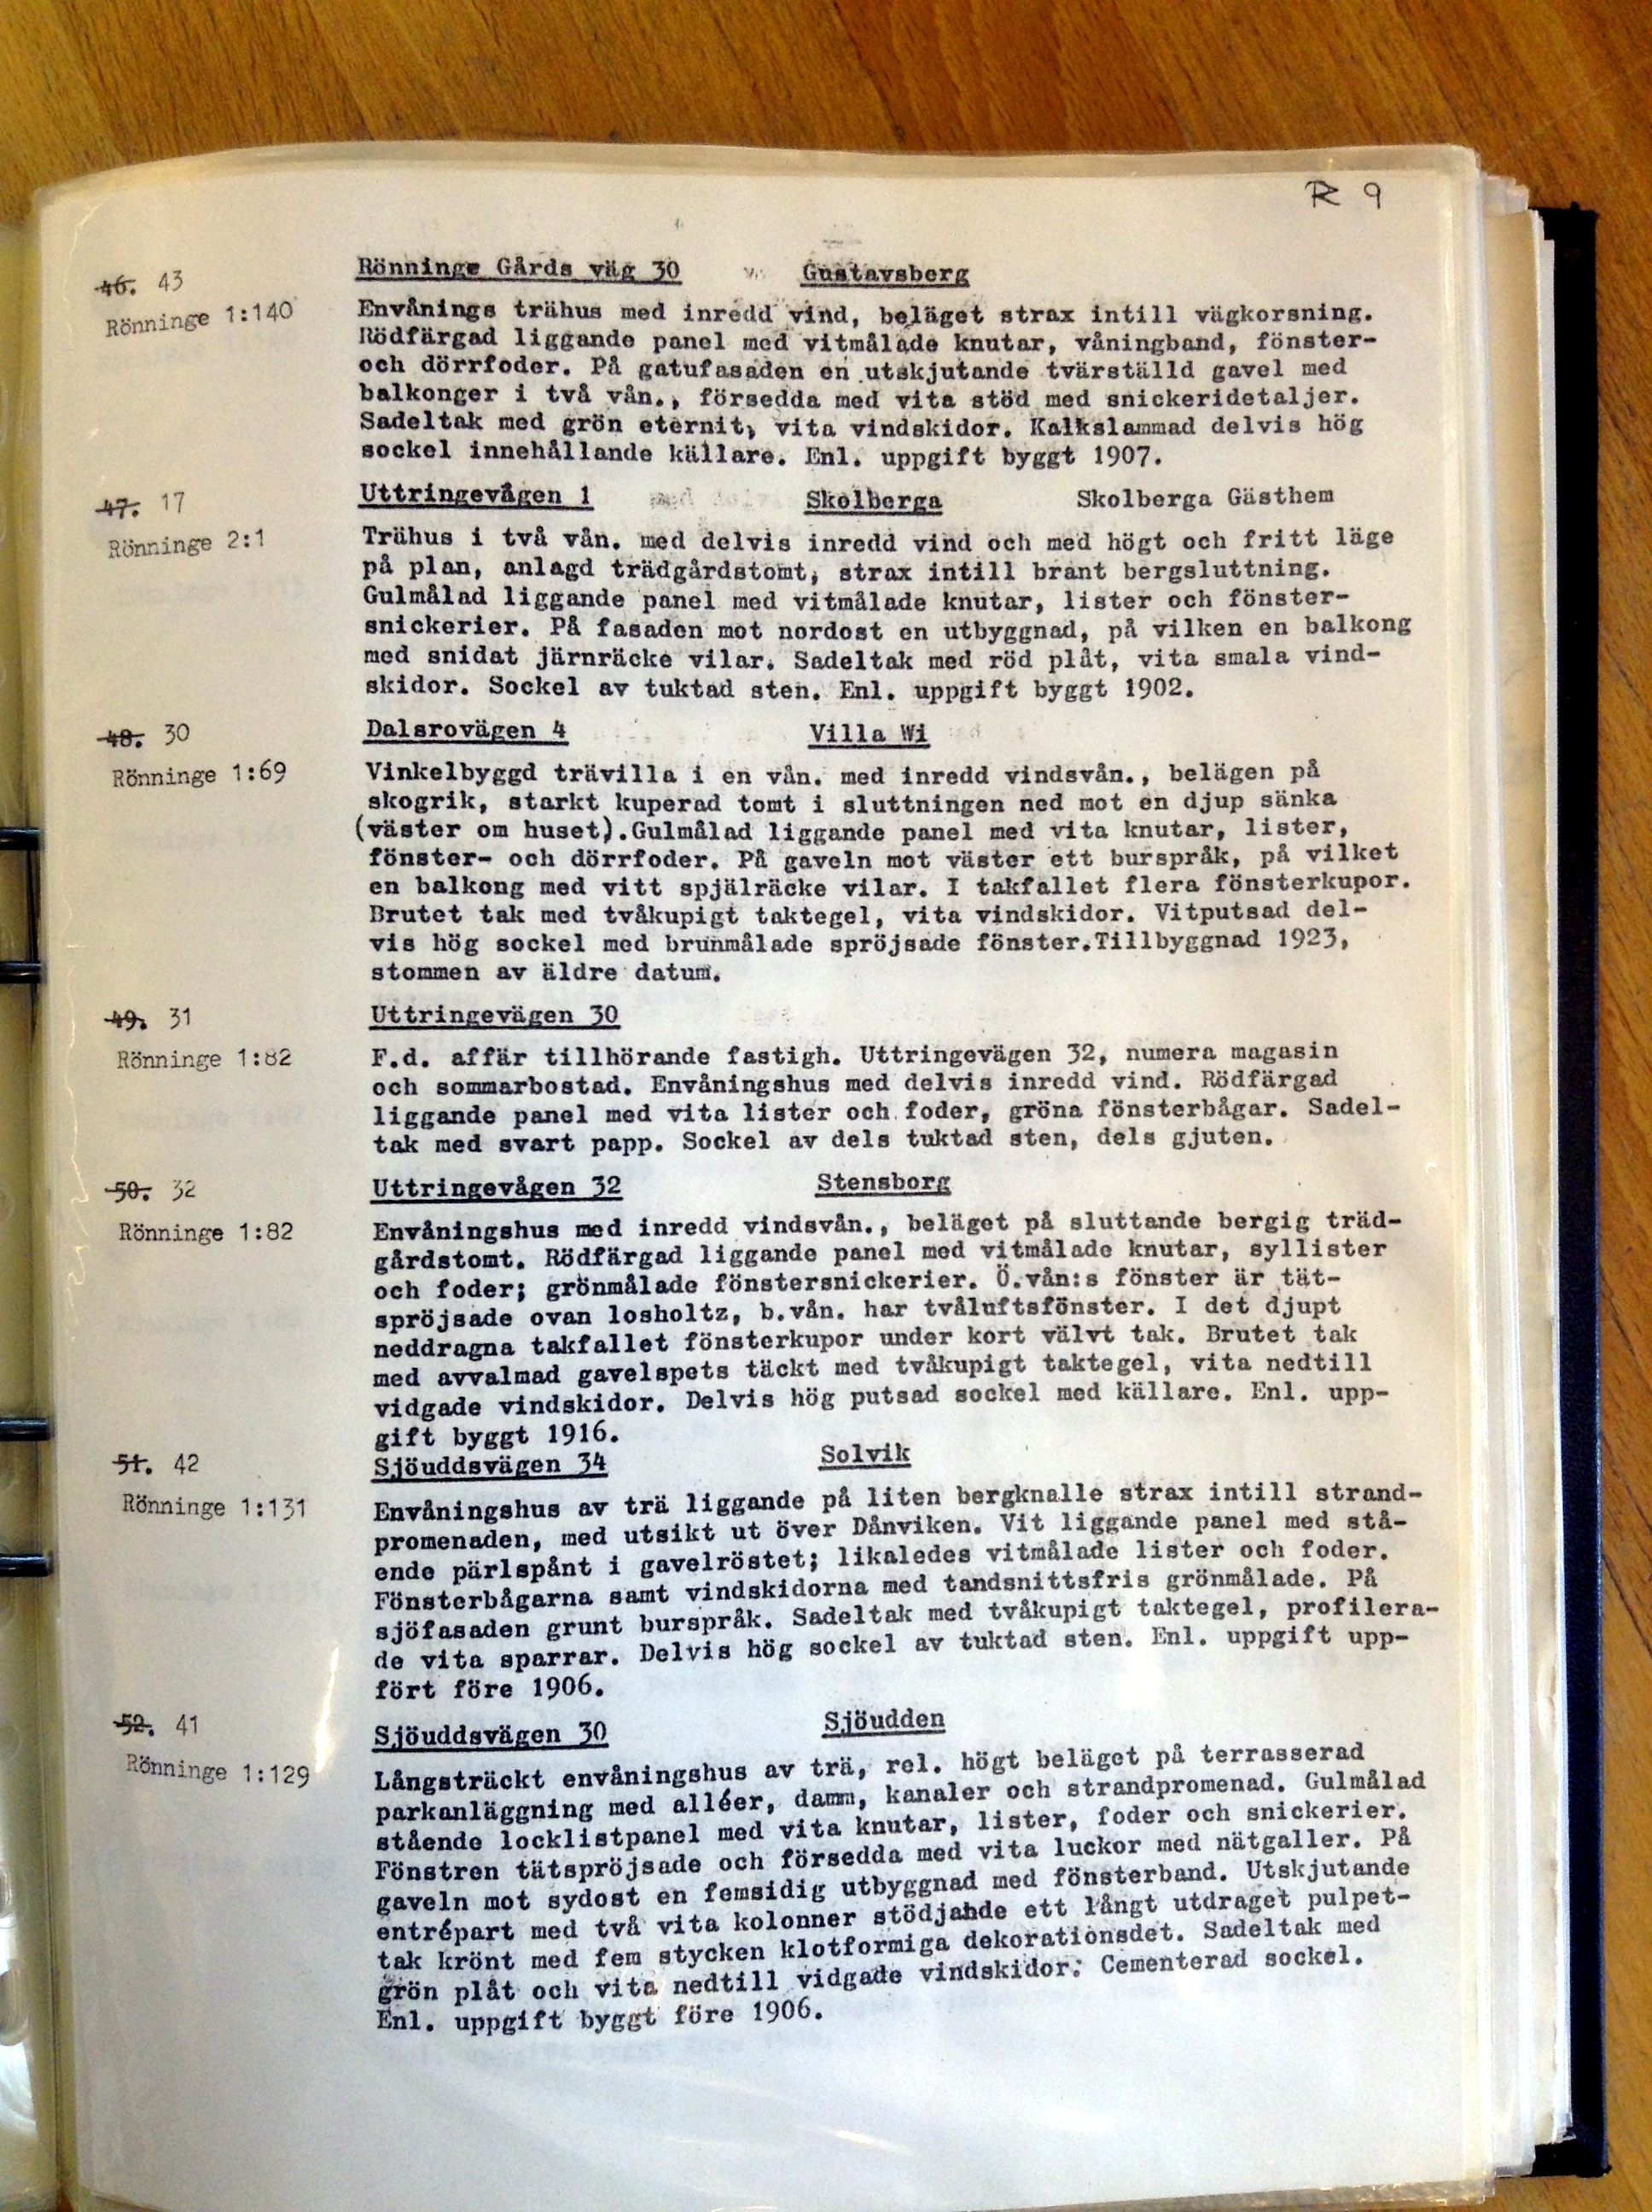 R 9
46. 43 Rönninge Gårds väg 30 Gustavsberg
Rönninge 1:140
Envånings trähus med inredd vind, beläget strax intill vägkorsning.
Rödfärgad liggande panel med vitmålade knutar, våningband, fönster-
och dörrfoder. På gatufasaden en utskjutande tvärställd gavel med
balkonger i två vån., försedda med vita stöd med snickeridetaljer.
Sadeltak med grön eternit, vita vindskidor. Kalkslammad delvis hög
sockel innehållande källare. Enl. uppgift byggt 1907.
47. 17 Uttringevägen 1 Skolberga Skolberga Gästhem
Rönninge 2:1
Trähus i två vån. med delvis inredd vind och med högt och fritt läge
på plan, anlagd trädgårdstomt, strax intill brant bergsluttning.
Gulmålad liggande panel med vitmålade knutar, lister och fönster-
snickerier. På fasaden mot nordost en utbyggnad, på vilken en balkong
med snidat järnräcke vilar. Sadeltak med röd plåt, vita smala vind-
skidor. Sockel av tuktad sten. Enl. uppgift byggt 1902.
48. 30 Dalsrovägen 4 Villa Wi
Rönninge 1:69
Vinkelbyggd trävilla i en vån. med inredd vindsvån., belägen på
skogrik, starkt kuperad tomt i sluttningen ned mot en djup sänka
(väster om huset).Gulmålad liggande panel med vita knutar, lister,
fönster- och dörrfoder. På gaveln mot väster ett burspråk, på vilket
en balkong med vitt spjälräcke vilar. I takfallet flera fönsterkupor.
Brutet tak med tvåkupigt taktegel, vita vindskidor. Vitputsad del-
vis hög sockel med brunmålade spröjsade fönster.Tillbyggnad 1923,
stommen av äldre datum.
49. 31 Uttringevägen 30
Rönninge 1:82
F.d. affär tillhörande fastigh. Uttringevägen 32, numera magasin
och sommarbostad. Envåningshus med delvis inredd vind. Rödfärgad
liggande panel med vita lister och foder, gröna fönsterbågar. Sadel-
tak med svart papp. Sockel av dels tuktad sten, dels gjuten.
50. 32 Uttringevägen 32 Stensborg
Rönninge 1:82
Envåningshus med inredd vindsvån., beläget på sluttande bergig träd-
gårdstomt. Rödfärgad liggande panel med vitmålade knutar, syllister
och foder; grönmålade fönstersnickerier. Ö.vån:s fönster är tät-
spröjsade ovan losholtz, b.vån. har tvåluftsfönster. I det djupt
neddragna takfallet fönsterkupor under kort välvt tak. Brutet tak
med avvalmad gavelspets täckt med tvåkupigt taktegel, vita nedtill
vidgade vindskidor. Delvis hög putsad sockel med källare. Enl. upp-
gift byggt 1916.
51. 42 Sjöuddsvägen 34 Solvik
Rönninge 1:131
Envåningshus av trä liggande på liten bergknalle strax intill strand-
promenaden, med utsikt ut över Dånviken. Vit liggande panel med stå-
ende pärlspånt i gavelröstet; likaledes vitmålade lister och foder.
Fönsterbågarna samt vindskidorna med tandsnittsfris grönmålade. På
sjöfasaden grunt burspråk. Sadeltak med tvåkupigt taktegel, profilera-
de vita sparrar. Delvis hög sockel av tuktad sten. Enl. uppgift upp-
fört före 1906.
52. 41 Sjöuddsvägen 30 Sjöudden
Rönninge 1:129
Långsträckt envåningshus av trä, rel. högt beläget på terrasserad
parkanläggning med alléer, damm, kanaler och strandpromenad. Gulmålad
stående locklistpanel med vita knutar, lister, foder och snickerier.
Fönstren tätspröjsade och försedda med vita luckor med nätgaller. På
gaveln mot sydost en femsidig utbyggnad med fönsterband. Utskjutande
entrépart med två vita kolonner stödjande ett långt utdraget pulpet-
tak krönt med fem stycken klotformiga dekorationsdet. Sadeltak med
grön plåt och vita nedtill vidgade vindskidor. Cementerad sockel.
Enl. uppgift byggt före 1906.